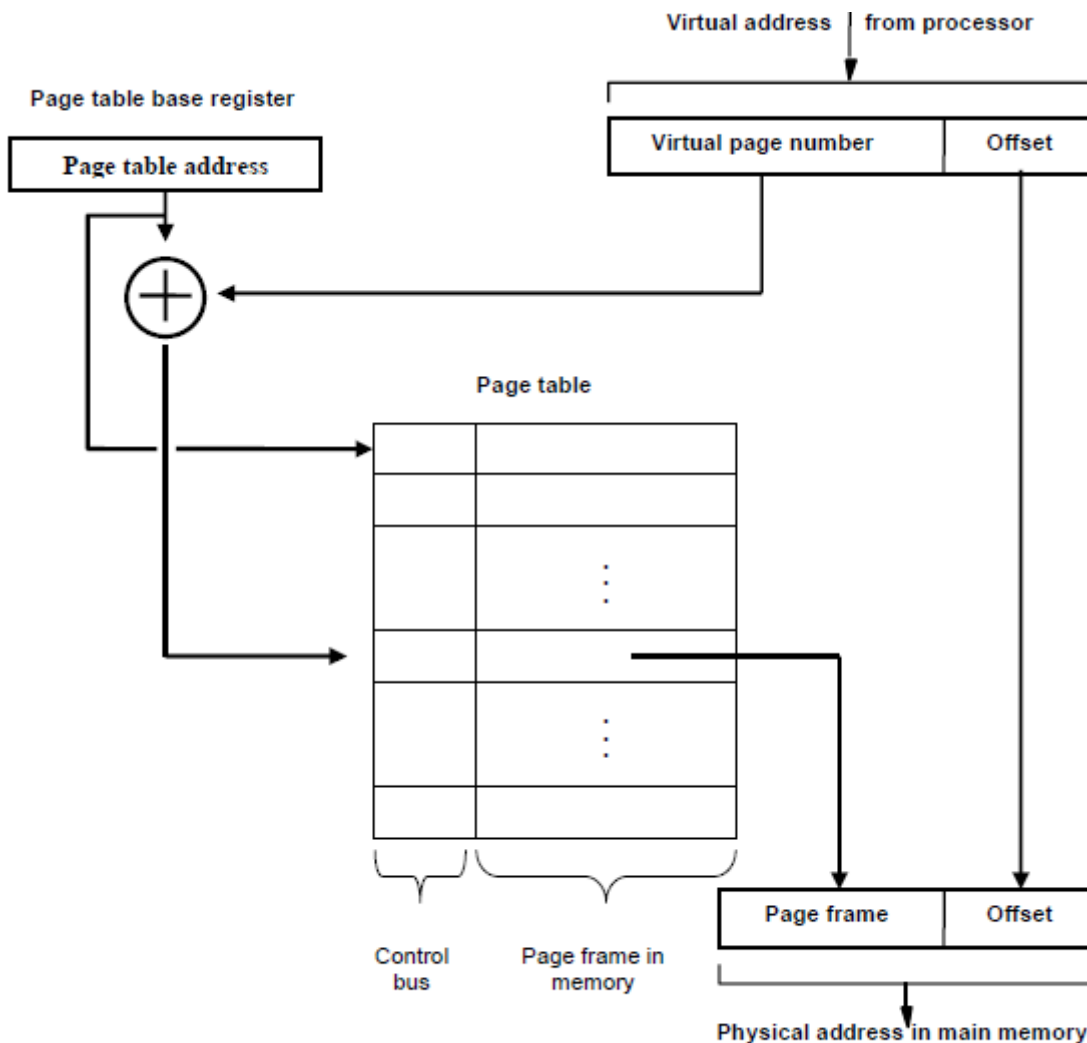 Virtual address from processor
Page table base register
Page table address
Virtual page number
Offset
Page table
Page frame
Offset
Control
bus
Page frame in
memory
Physical address in main memory